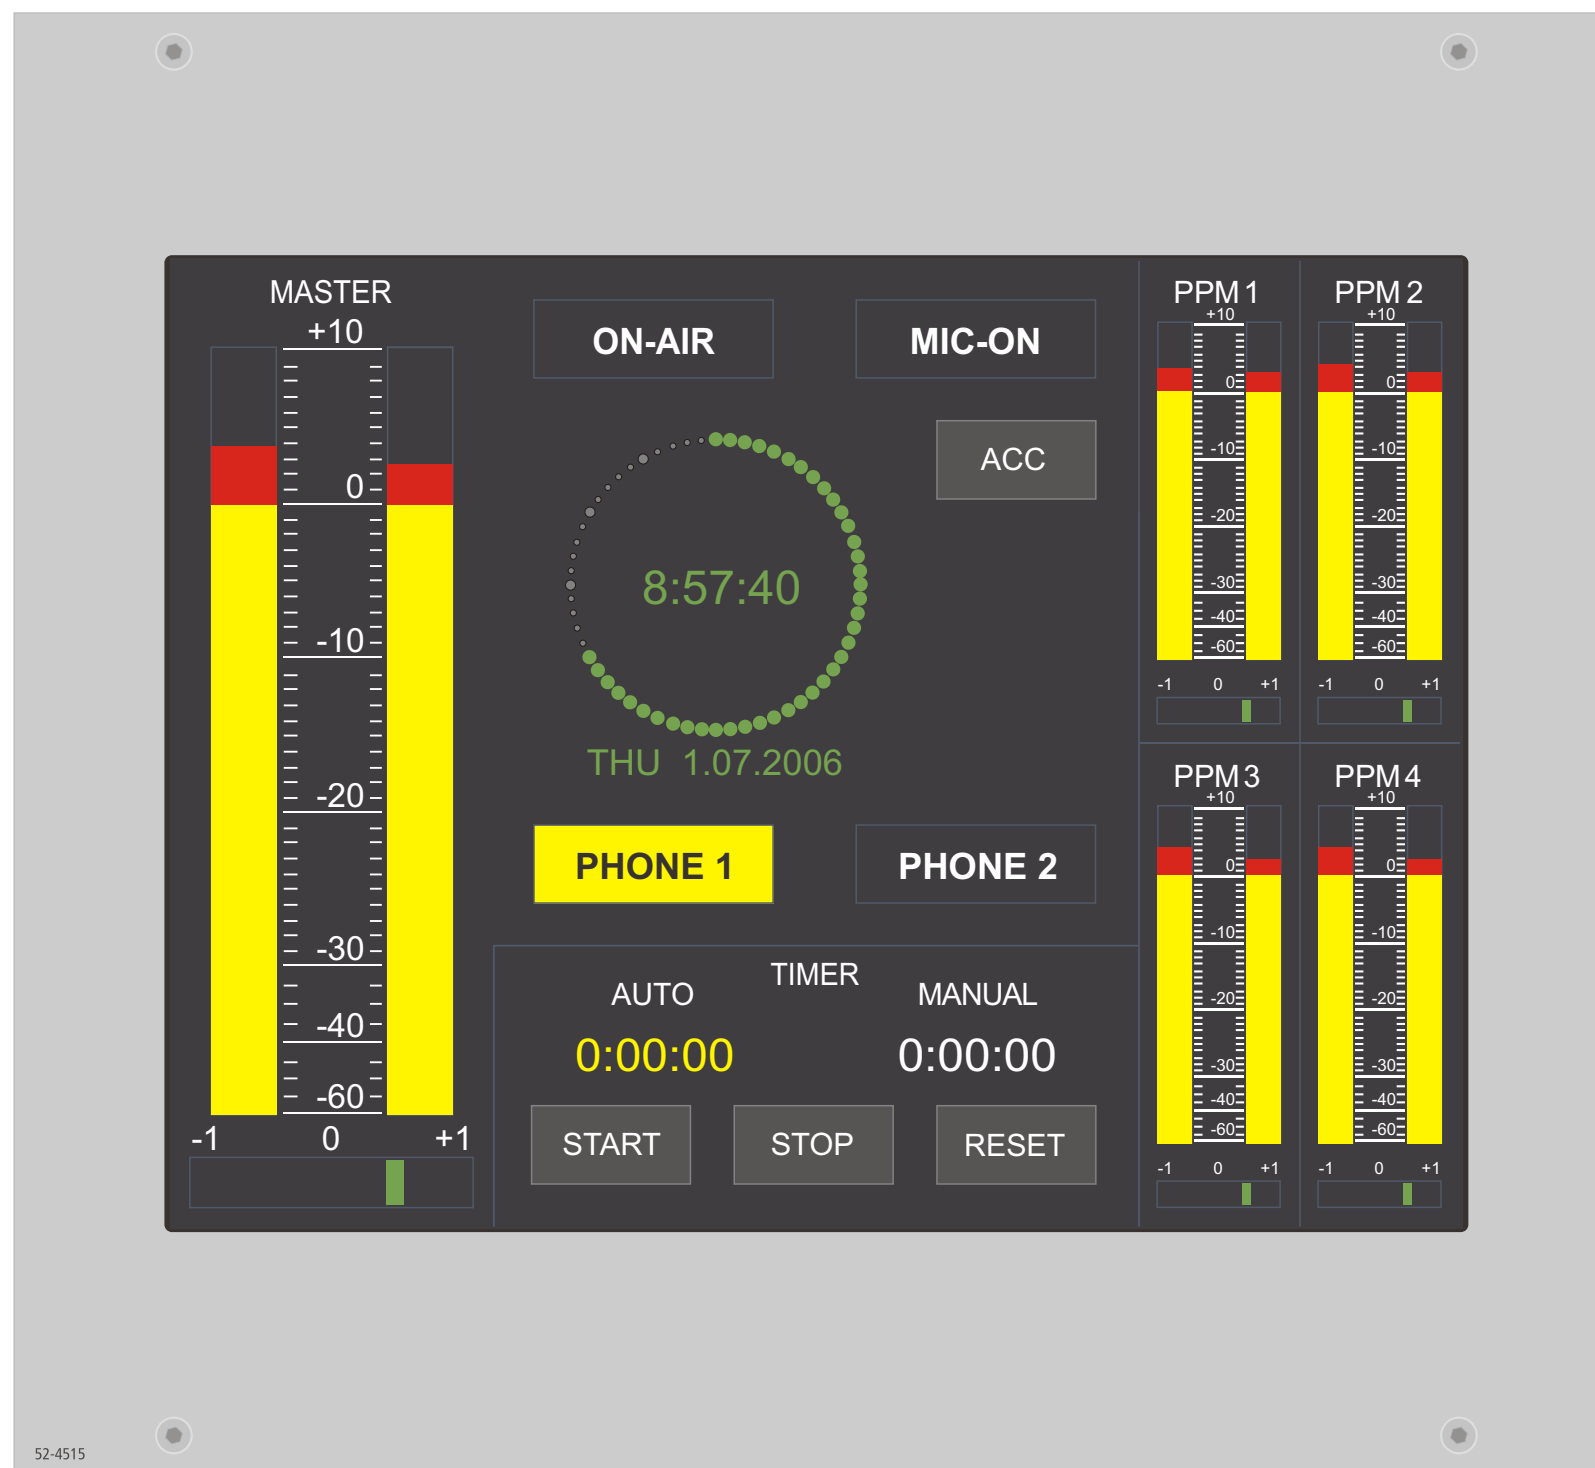 MASTER
+10
0
-10
-20
-30
-40
-60
-1 0 +1
ON-AIR
MIC-ON
ACC
8:57:40
THU 1.07.2006
PHONE 1
PHONE 2
TIMER
AUTO
MANUAL
0:00:00
0:00:00
START
STOP
RESET
PPM 1
+10
0
-10
-20
-30
-40
-60
-1 0 +1
PPM 2
+10
0
-10
-20
-30
-40
-60
-1 0 +1
PPM 3
+10
0
-10
-20
-30
-40
-60
-1 0 +1
PPM 4
+10
0
-10
-20
-30
-40
-60
-1 0 +1
52-4515